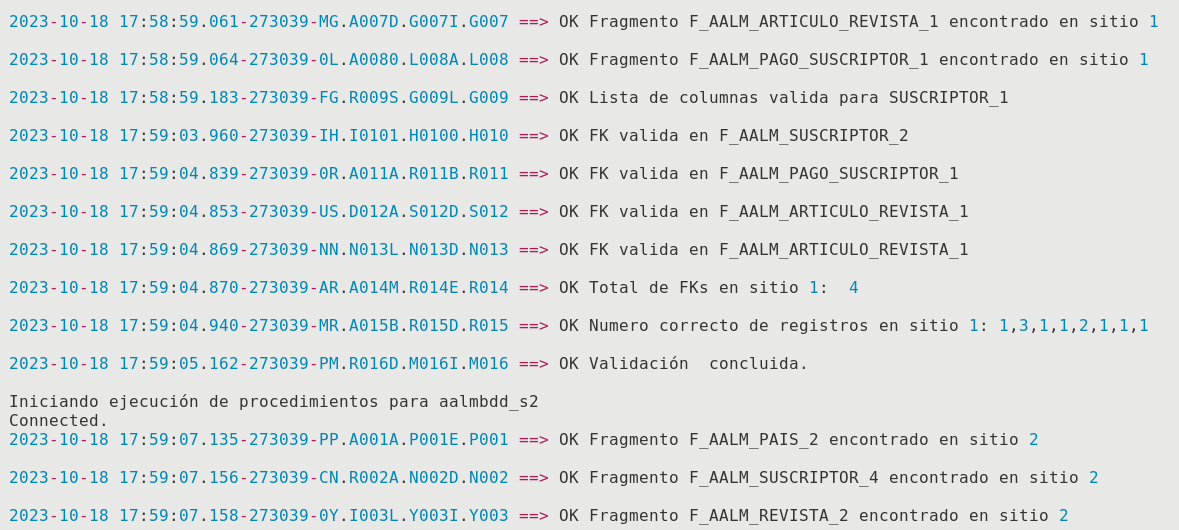 2023-10-18 17:58:59.061-273039-MG.A007D.G007I.G007 ==> OK Fragmento F_AALM_ARTICULO_REVISTA_1 encontrado en sitio 1
2023-10-18 17:58:59.064-273039-0L.A0080.L008A.L008 ==> OK Fragmento F_AALM_PAGO_SUSCRIPTOR_1 encontrado en sitio 1
2023-10-18 17:58:59.183-273039-FG.R009S.G009L.G009 ==> OK Lista de columnas valida para SUSCRIPTOR_1
2023-10-18 17:59:03.960-273039-IH.I0101.H0100.H010 ==> OK FK valida en F_AALM_SUSCRIPTOR_2
2023-10-18 17:59:04.839-273039-0R.A011A.R011B.R011 ==> OK FK valida en F_AALM_PAGO_SUSCRIPTOR_1
2023-10-18 17:59:04.853-273039-US.D012A.S012D.S012 ==> OK FK valida en F_AALM_ARTICULO_REVISTA_1
2023-10-18 17:59:04.869-273039-NN.N013L.N013D.N013 ==> OK FK valida en F_AALM_ARTICULO_REVISTA_1
2023-10-18 17:59:04.870-273039-AR.A014M.R014E.R014 ==> OK Total de FKs en sitio 1:  4
2023-10-18 17:59:04.940-273039-MR.A015B.R015D.R015 ==> OK Numero correcto de registros en sitio 1: 1,3,1,1,2,1,1,1
2023-10-18 17:59:05.162-273039-PM.R016D.M016I.M016 ==> OK Validación  concluida.
Iniciando ejecución de procedimientos para aalmbdd_s2
Connected.
2023-10-18 17:59:07.135-273039-PP.A001A.P001E.P001 ==> OK Fragmento F_AALM_PAIS_2 encontrado en sitio 2
2023-10-18 17:59:07.156-273039-CN.R002A.N002D.N002 ==> OK Fragmento F_AALM_SUSCRIPTOR_4 encontrado en sitio 2
2023-10-18 17:59:07.158-273039-0Y.I003L.Y003I.Y003 ==> OK Fragmento F_AALM_REVISTA_2 encontrado en sitio 2